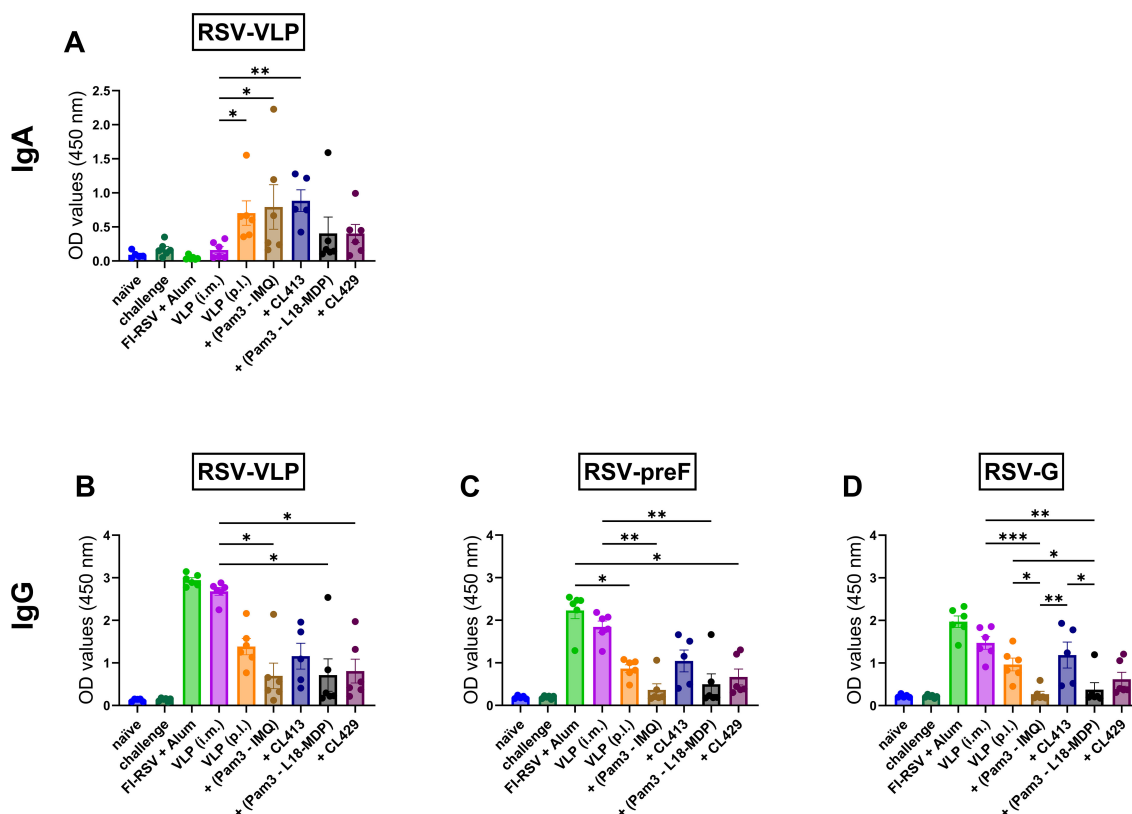 A
RSV-VLP
IgA
OD values (450 nm)
2.5
2.0
1.5
1.0
0.5
0.0
**
*
*
naïve
challenge
FI-RSV + Alum
VLP (i.m.)
VLP (p.l.)
+ (Pam3 - IMQ)
+ CL413
+ (Pam3 - L18-MDP)
+ CL429
IgG
B
RSV-VLP
OD values (450 nm)
4
3
2
1
0
*
*
*
naïve
challenge
FI-RSV + Alum
VLP (i.m.)
VLP (p.l.)
+ (Pam3 - IMQ)
+ CL413
+ (Pam3 - L18-MDP)
+ CL429
C
RSV-preF
OD values (450 nm)
4
3
2
1
0
**
**
*
*
naïve
challenge
FI-RSV + Alum
VLP (i.m.)
VLP (p.l.)
+ (Pam3 - IMQ)
+ CL413
+ (Pam3 - L18-MDP)
+ CL429
D
RSV-G
OD values (450 nm)
4
3
2
1
0
**
***
*
* *
**
naïve
challenge
FI-RSV + Alum
VLP (i.m.)
VLP (p.l.)
+ (Pam3 - IMQ)
+ CL413
+ (Pam3 - L18-MDP)
+ CL429